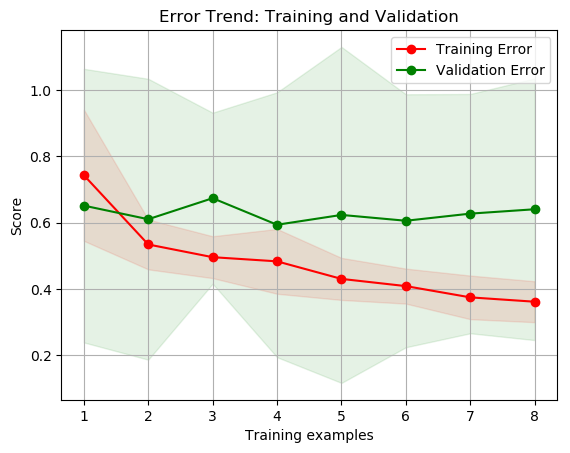 Error Trend: Training and Validation
Training Error
Validation Error
Score
1.0
0.8
0.6
0.4
0.2
1 2 3 4 5 6 7 8
Training examples